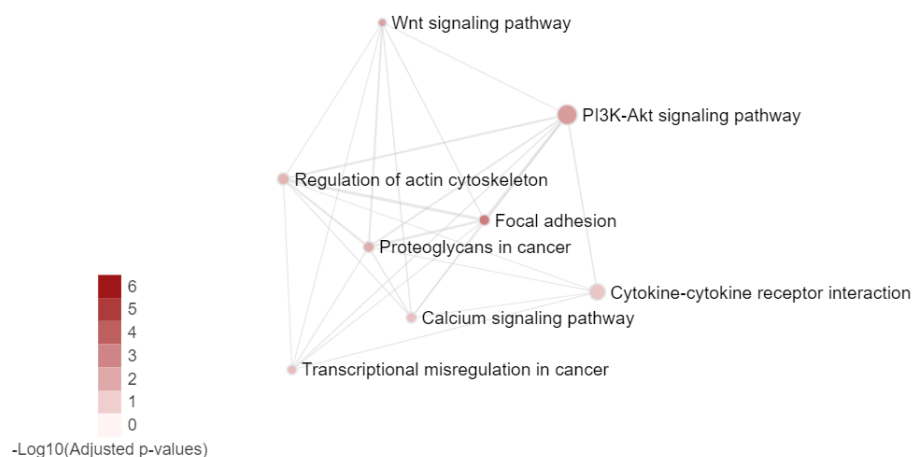 Wnt signaling pathway
PI3K-Akt signaling pathway
Regulation of actin cytoskeleton
Focal adhesion
Proteoglycans in cancer
Cytokine-cytokine receptor interaction
Calcium signaling pathway
Transcriptional misregulation in cancer
6
5
4
3
2
1
0
-Log10(Adjusted p-values)